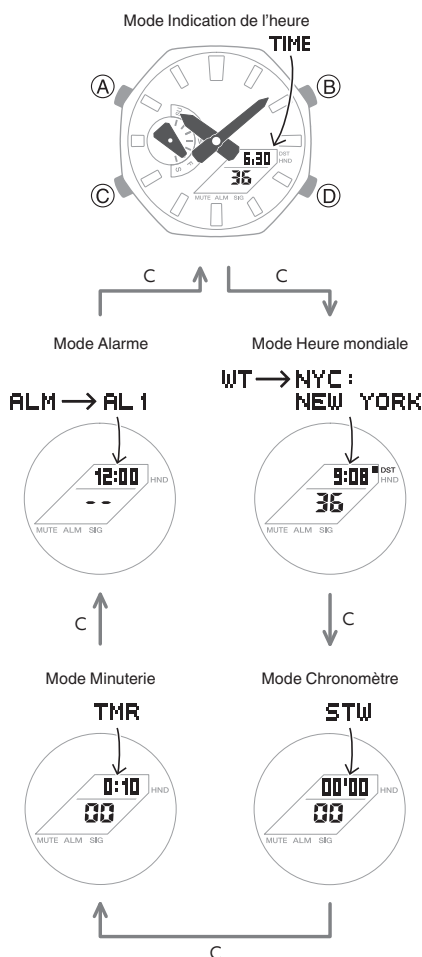 Mode Indication de l'heure
TIME
A
B
SU
S
F
6:30
DST
HND
36
MUTE ALM SIG
C
D
C
C
Mode Alarme
Mode Heure mondiale
ALM → AL 1
WT → NYC:
NEW YORK
12:00
HND
--
MUTE ALM SIG
9:08
DST
HND
36
MUTE ALM SIG
C
C
Mode Minuterie
Mode Chronomètre
TMR
STW
0:10
HND
00
MUTE ALM SIG
00'00
HND
00
MUTE ALM SIG
C